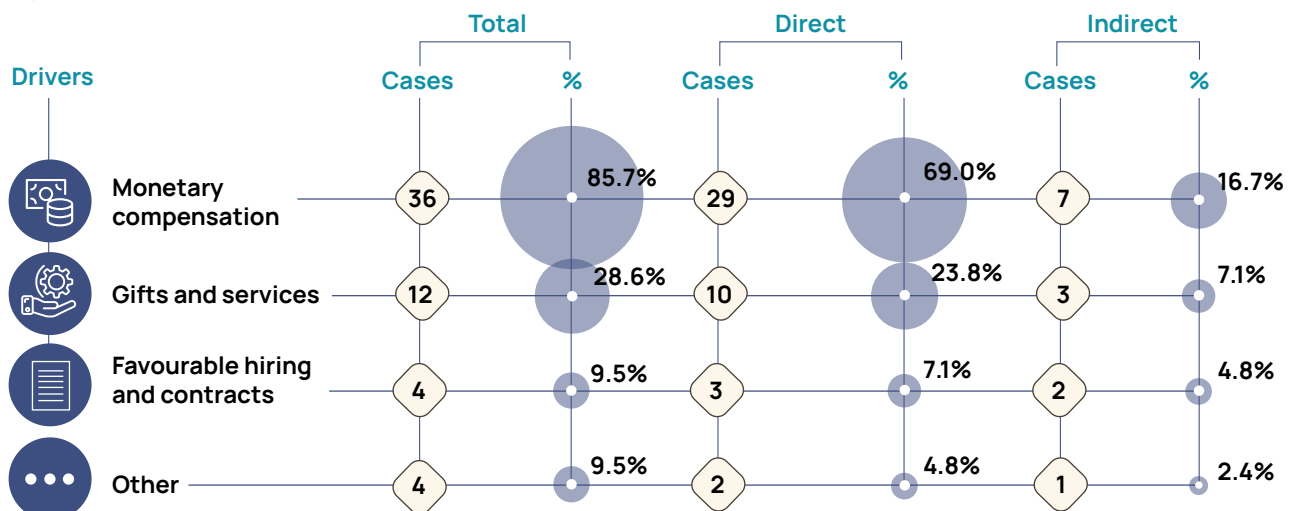 Total Direct Indirect
Drivers Cases % Cases % Cases %
Monetary
compensation 36 85.7% 29 69.0% 7 16.7%
Gifts and services 12 28.6% 10 23.8% 3 7.1%
Favourable hiring
and contracts 4 9.5% 3 7.1% 2 4.8%
Other 4 9.5% 2 4.8% 1 2.4%